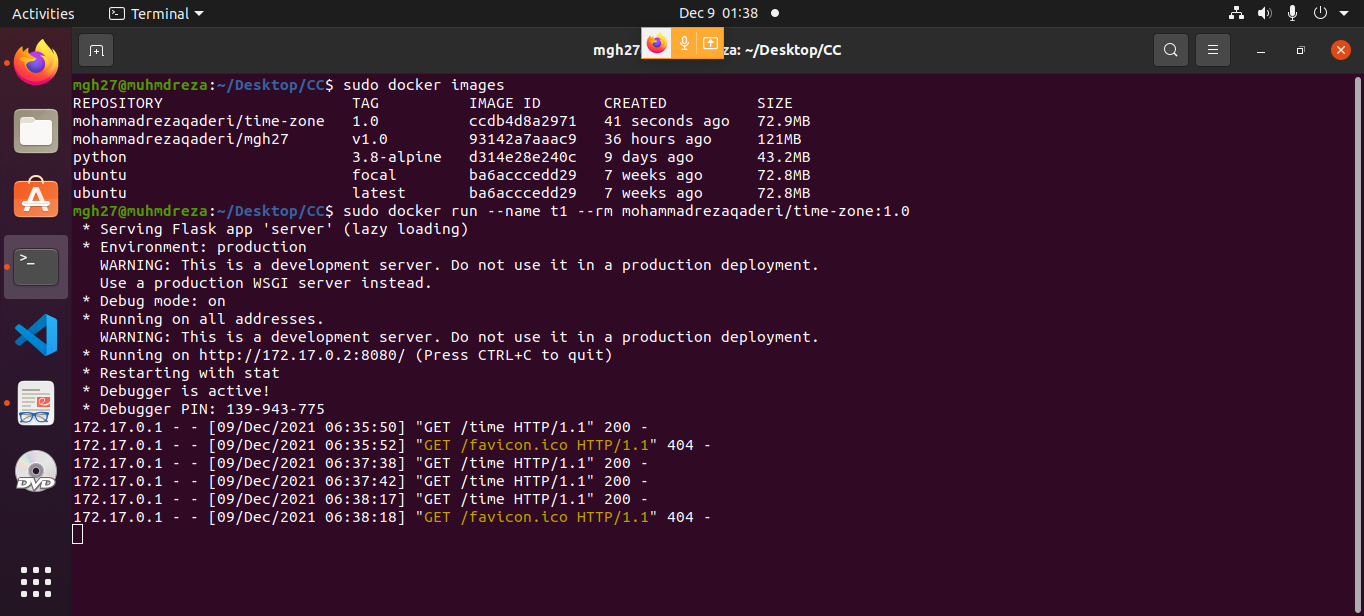 Activities Terminal Dec 9 01:38
mgh27 za: ~/Desktop/CC
mgh27@muhmdreza:~/Desktop/CC$ sudo docker images
REPOSITORY TAG IMAGE ID CREATED SIZE
mohammadrezaqaderi/time-zone 1.0 ccdb4d8a2971 41 seconds ago 72.9MB
mohammadrezaqaderi/mgh27 v1.0 93142a7aaac9 36 hours ago 121MB
python 3.8-alpine d314e28e240c 9 days ago 43.2MB
ubuntu focal ba6acccedd29 7 weeks ago 72.8MB
ubuntu latest ba6acccedd29 7 weeks ago 72.8MB
mgh27@muhmdreza:~/Desktop/CC$ sudo docker run --name t1 --rm mohammadrezaqaderi/time-zone:1.0
 * Serving Flask app 'server' (lazy loading)
 * Environment: production
   WARNING: This is a development server. Do not use it in a production deployment.
   Use a production WSGI server instead.
 * Debug mode: on
 * Running on all addresses.
   WARNING: This is a development server. Do not use it in a production deployment.
 * Running on http://172.17.0.2:8080/ (Press CTRL+C to quit)
 * Restarting with stat
 * Debugger is active!
 * Debugger PIN: 139-943-775
172.17.0.1 - - [09/Dec/2021 06:35:50] "GET /time HTTP/1.1" 200 -
172.17.0.1 - - [09/Dec/2021 06:35:52] "GET /favicon.ico HTTP/1.1" 404 -
172.17.0.1 - - [09/Dec/2021 06:37:38] "GET /time HTTP/1.1" 200 -
172.17.0.1 - - [09/Dec/2021 06:37:42] "GET /time HTTP/1.1" 200 -
172.17.0.1 - - [09/Dec/2021 06:38:17] "GET /time HTTP/1.1" 200 -
172.17.0.1 - - [09/Dec/2021 06:38:18] "GET /favicon.ico HTTP/1.1" 404 -
DVD